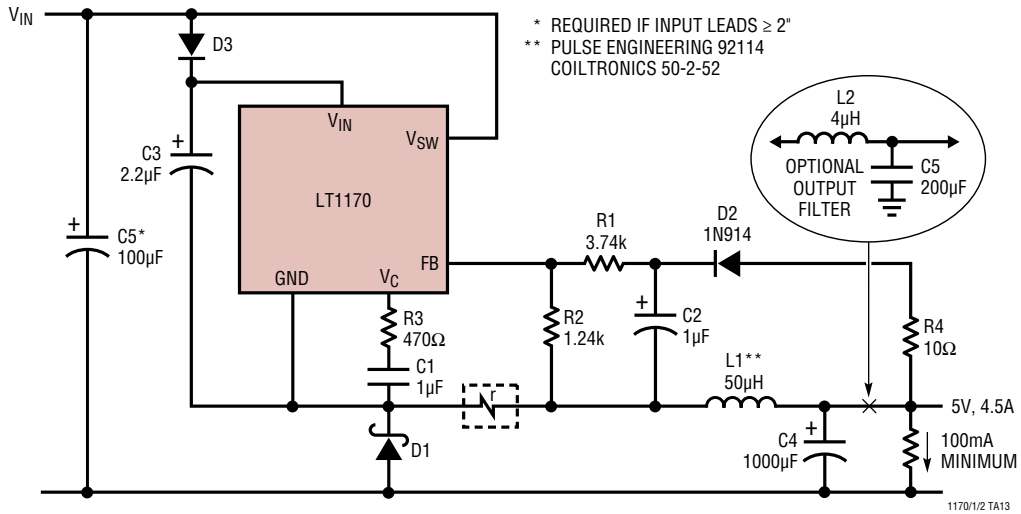 VIN
D3
* REQUIRED IF INPUT LEADS ≥ 2"
** PULSE ENGINEERING 92114
COILTRONICS 50-2-52
L2
4µH
OPTIONAL
OUTPUT
FILTER
C5
200µF
VIN
VSW
+
C3
2.2µF
LT1170
D2
1N914
R1
3.74k
+
C5*
100µF
FB
GND
VC
R3
470Ω
C1
1µF
R2
1.24k
+
C2
1µF
R4
10Ω
L1**
50µH
r
5V, 4.5A
D1
+
C4
1000µF
100mA
MINIMUM
1170/1/2 TA13